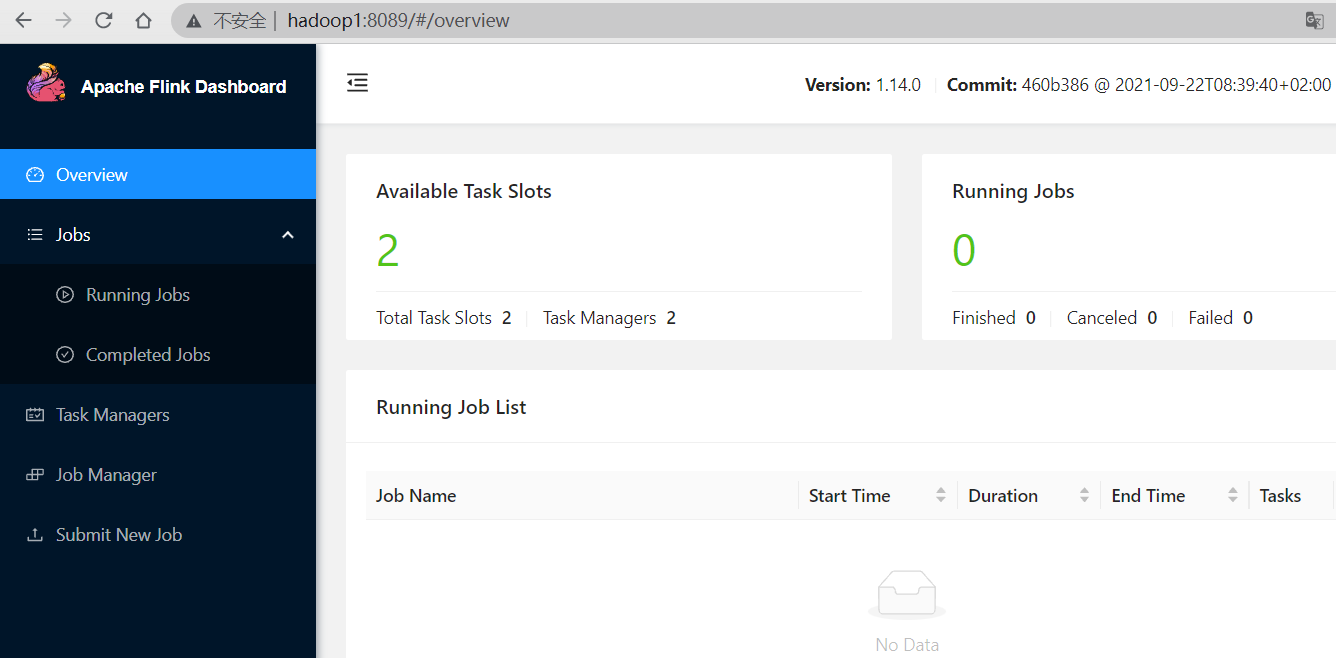 不安全 | hadoop1:8089/#/overview
Apache Flink Dashboard
Version: 1.14.0 Commit: 460b386 @ 2021-09-22T08:39:40+02:00
Overview
Jobs
Running Jobs
Completed Jobs
Task Managers
Job Manager
Submit New Job
Available Task Slots
2
Total Task Slots 2 Task Managers 2
Running Jobs
0
Finished 0 Canceled 0 Failed 0
Running Job List
Job Name Start Time Duration End Time Tasks
No Data